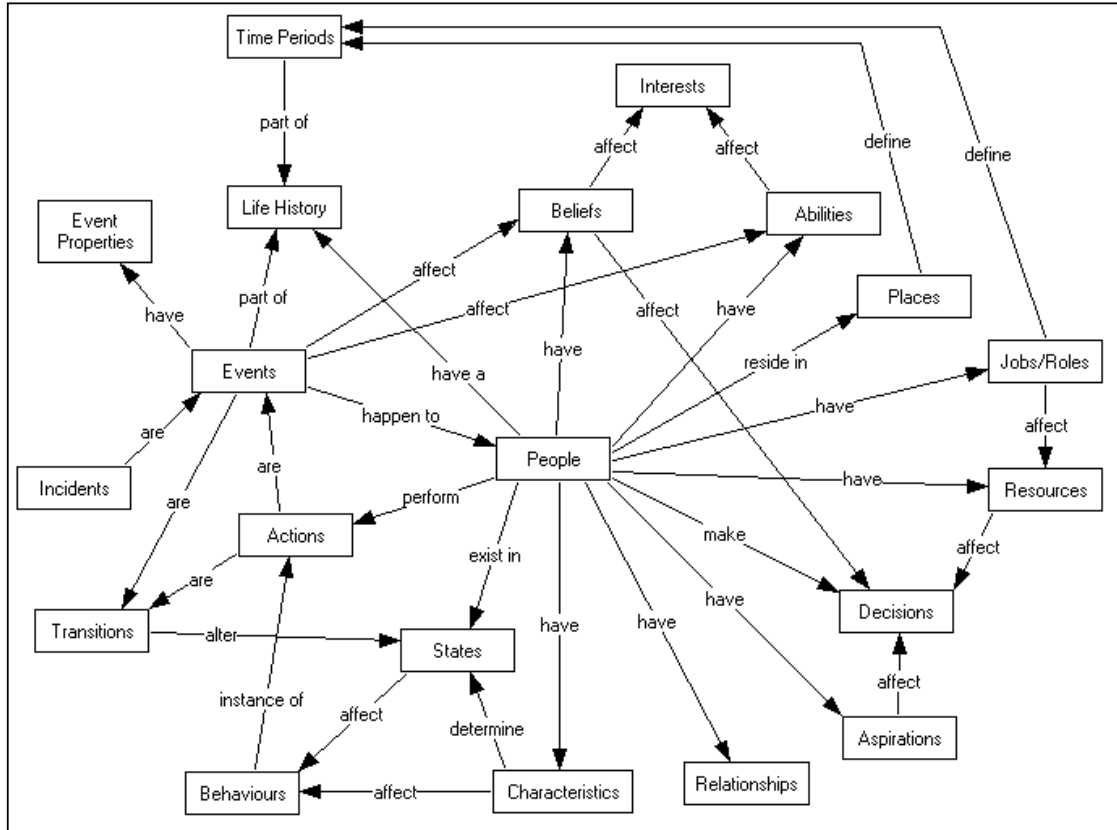 Time Periods
Interests
part of
affect
affect
define
define
Life History
Beliefs
Abilities
Event
Properties
affect
part of
affect
affect
Places
have
have
have
reside in
Events
have a
Jobs/Roles
happen to
have
affect
are
People
Incidents
are
have
Resources
are
perform
Actions
make
affect
exist in
are
have
Decisions
Transitions
alter
States
have
have
affect
instance of
affect
determine
Aspirations
Behaviours
affect
Characteristics
Relationships